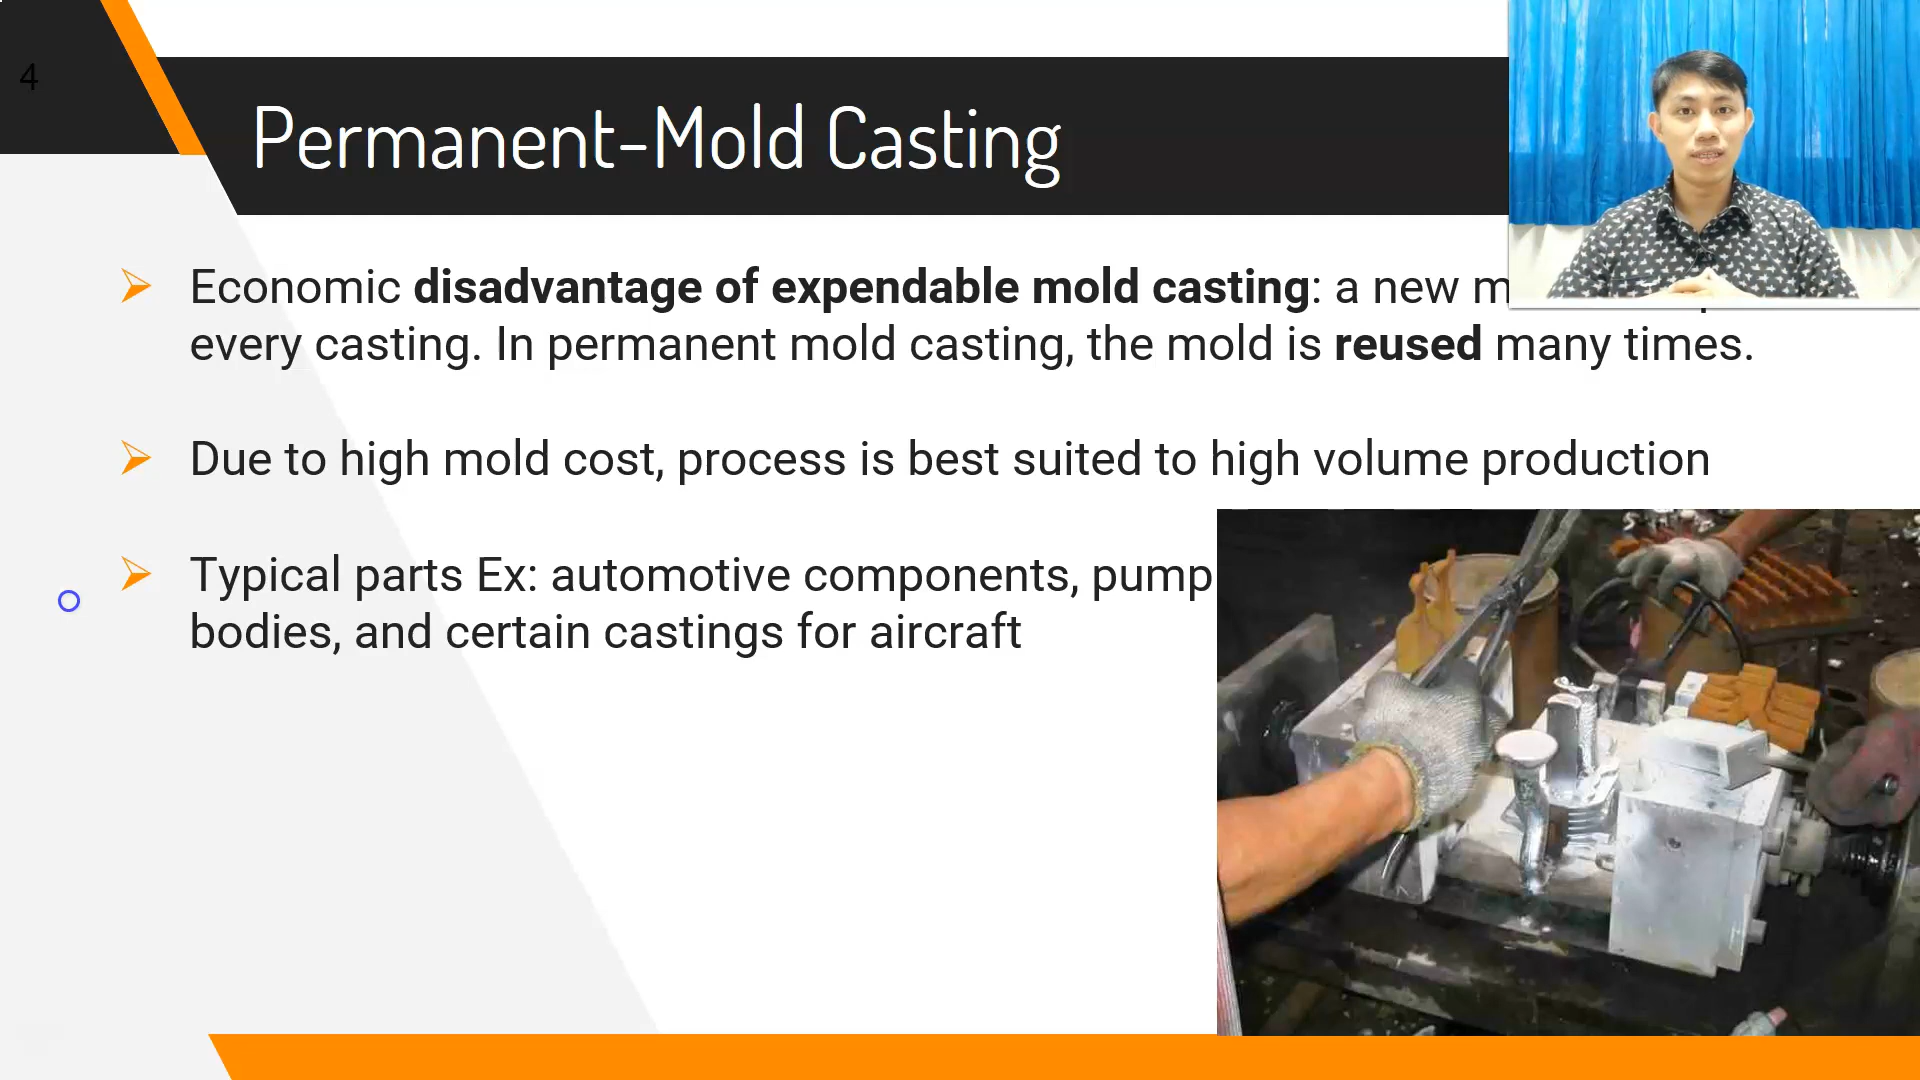 4
Permanent-Mold Casting
Economic disadvantage of expendable mold casting: a new
every casting. In permanent mold casting, the mold is reused many times.
Due to high mold cost, process is best suited to high volume production
Typical parts Ex: automotive components, pump
bodies, and certain castings for aircraft